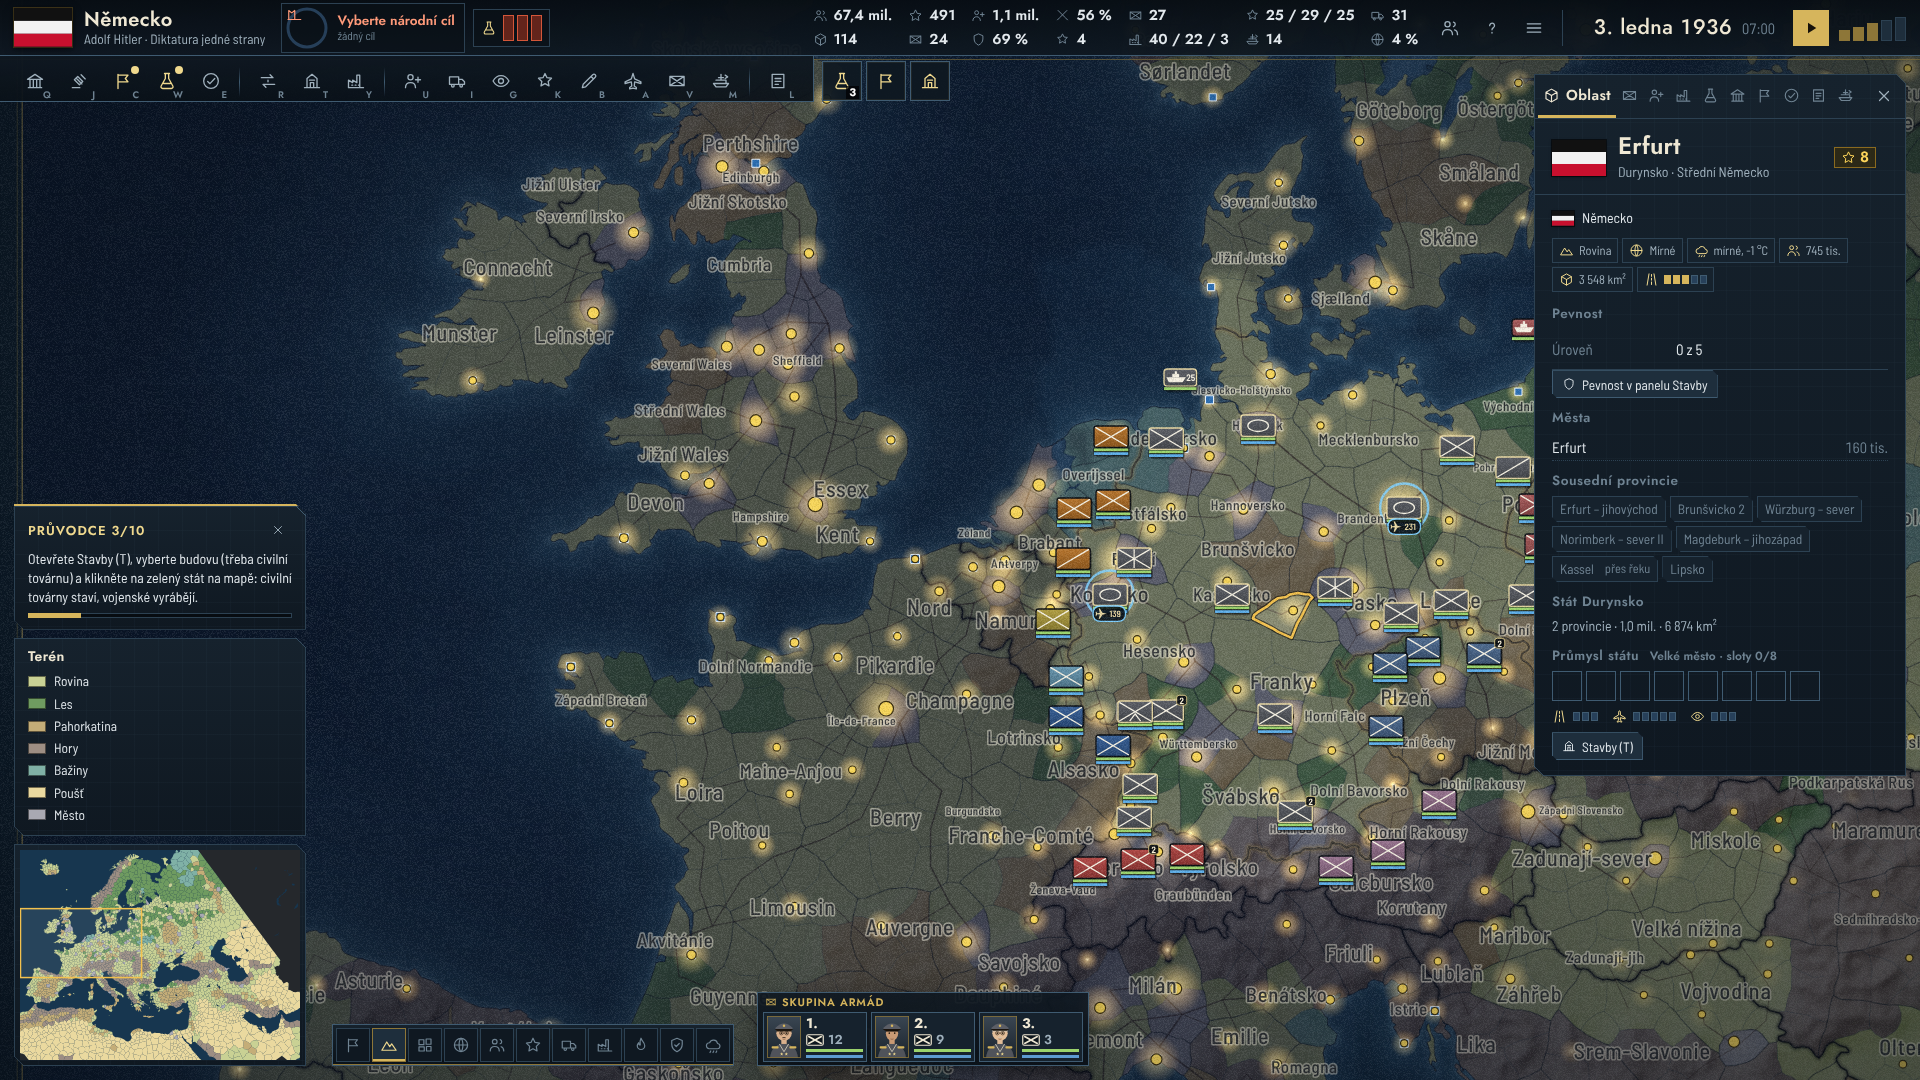 Německo
Adolf Hitler · Diktatura jedné strany
Vyberte národní cíl
žádný cíl
67,4 mil.
491
1,1 mil.
56 %
27
25 / 29 / 25
31
114
24
69 %
4
40 / 22 / 3
14
4 %
?
3. ledna 1936 07:00
Q
J
C
W
E
R
T
Y
U
I
G
K
B
A
V
M
L
3
Oblast
Erfurt
Durynsko · Střední Německo
8
Německo
Rovina
Mírné
mírné, -1 °C
745 tis.
3 548 km²
Pevnost
Úroveň 0 z 5
Pevnost v panelu Stavby
Města
Erfurt 160 tis.
Sousední provincie
Erfurt – jihovýchod
Brunšvicko 2
Würzburg – sever
Norimberk – sever II
Magdeburk – jihozápad
Kassel přes řeku
Lipsko
Stát Durynsko
2 provincie · 1,0 mil. · 6 874 km²
Průmysl státu Velké město · sloty 0/8
Stavby (T)
PRŮVODCE 3/10
Otevřete Stavby (T), vyberte budovu (třeba civilní
továrnu) a klikněte na zelený stát na mapě: civilní
továrny staví, vojenské vyrábějí.
Terén
Rovina
Les
Pahorkatina
Hory
Bažiny
Poušť
Město
SKUPINA ARMÁD
1.
12
2.
9
3.
3
Sørlandet
Göteborg
Perthshire
Edinburgh
Jižní Ulster
Jižní Skotsko
Severní Irsko
Småland
Severní Jutsko
Skåne
Connacht
Cumbria
Jižní Jutsko
Sjælland
Munster
Leinster
Severní Wales
Sheffield
25
Střední Wales
Mecklenbursko
Jižní Wales
Overijssel
Essex
Devon
Hampshire
Kent
Hannoversko
231
Brabant
Antverpy
Brunšvicko
139
Nord
Namur
Hesensko
Dolní Normandie
Pikardie
Champagne
Západní Bretaň
Île-de-France
Franky
Plzeň
2
2
Lotrinsko
Württembersko
Alsasko
Maine-Anjou
Loira
Švábsko
Dolní Bavorsko
Dolní Rakousy
2
Burgundsko
Berry
Poitou
Franche-Comté
Horní Rakousy
Západní Slovensko
Podkarpatská Rus
Miskolc
Zadunají-sever
2
Ženeva-Vaud
Graubünden
Limousin
Auvergne
Korutany
Akvitánie
Savojsko
Friuli
Maribor
Velká nížina
Zadunají-jih
Lublaň
Asturie
Milán
Benátsko
Záhřeb
Vojvodina
Istrie
Emilie
Lika
Srem-Slavonie
Romagna
Gaskoňsko